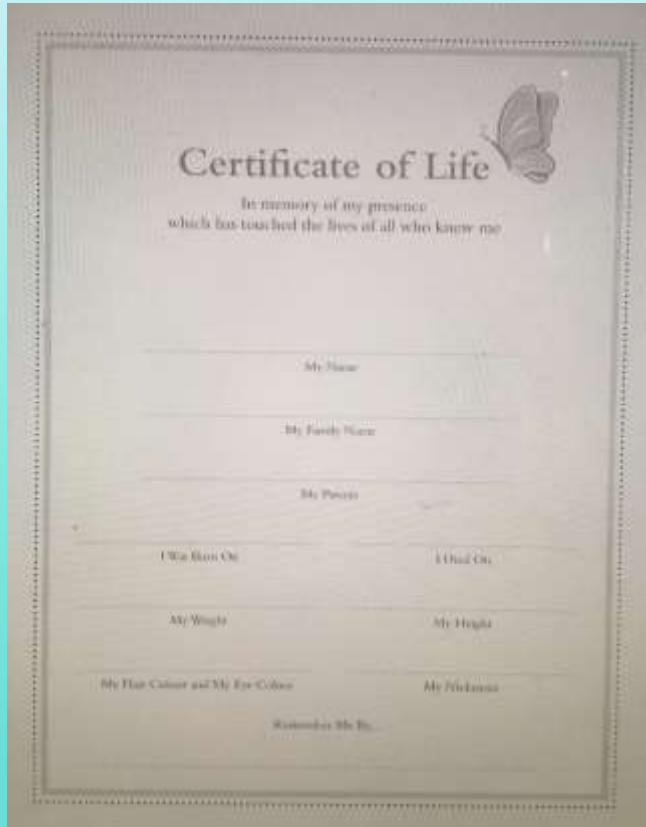 Certificate of Life
In memory of my presence
which has touched the lives of all who knew me
My Name
My Family Name
My Parents
I Was Born On
I Died On
My Weight
My Height
My Hair Colour and My Eye Colour
My Nickname
Remember Me By...